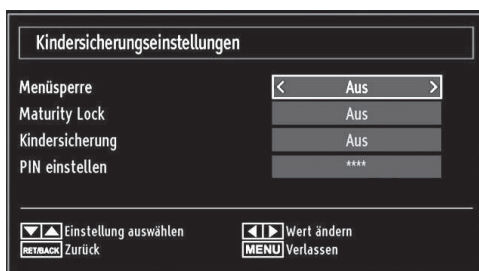 Kindersicherungseinstellungen
Menüsperre < Aus >
Maturity Lock Aus
Kindersicherung Aus
PIN einstellen ****
Einstellung auswählen Wert ändern
RET/BACK Zurück MENU Verlassen